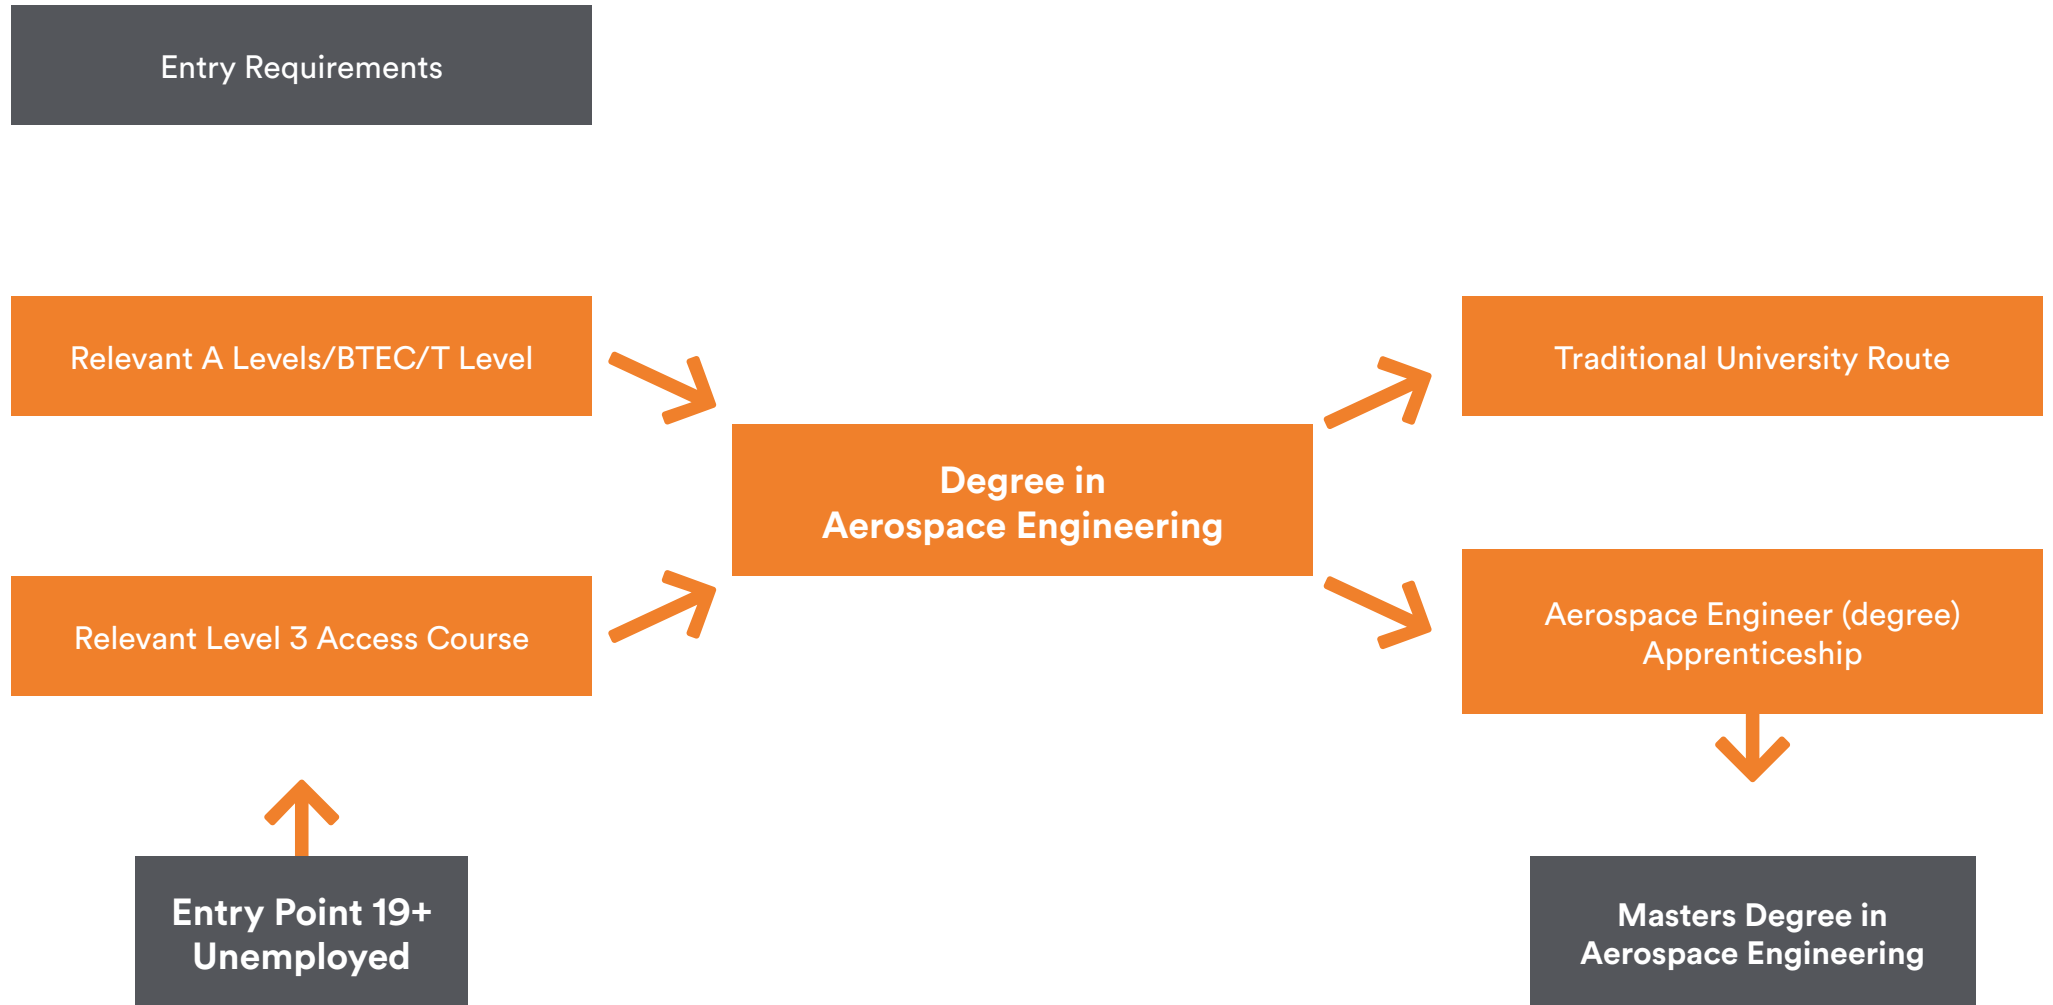 Entry Requirements
Relevant A Levels/BTEC/T Level
Relevant Level 3 Access Course
Entry Point 19+
Unemployed
Degree in
Aerospace Engineering
Traditional University Route
Aerospace Engineer (degree)
Apprenticeship
Masters Degree in
Aerospace Engineering